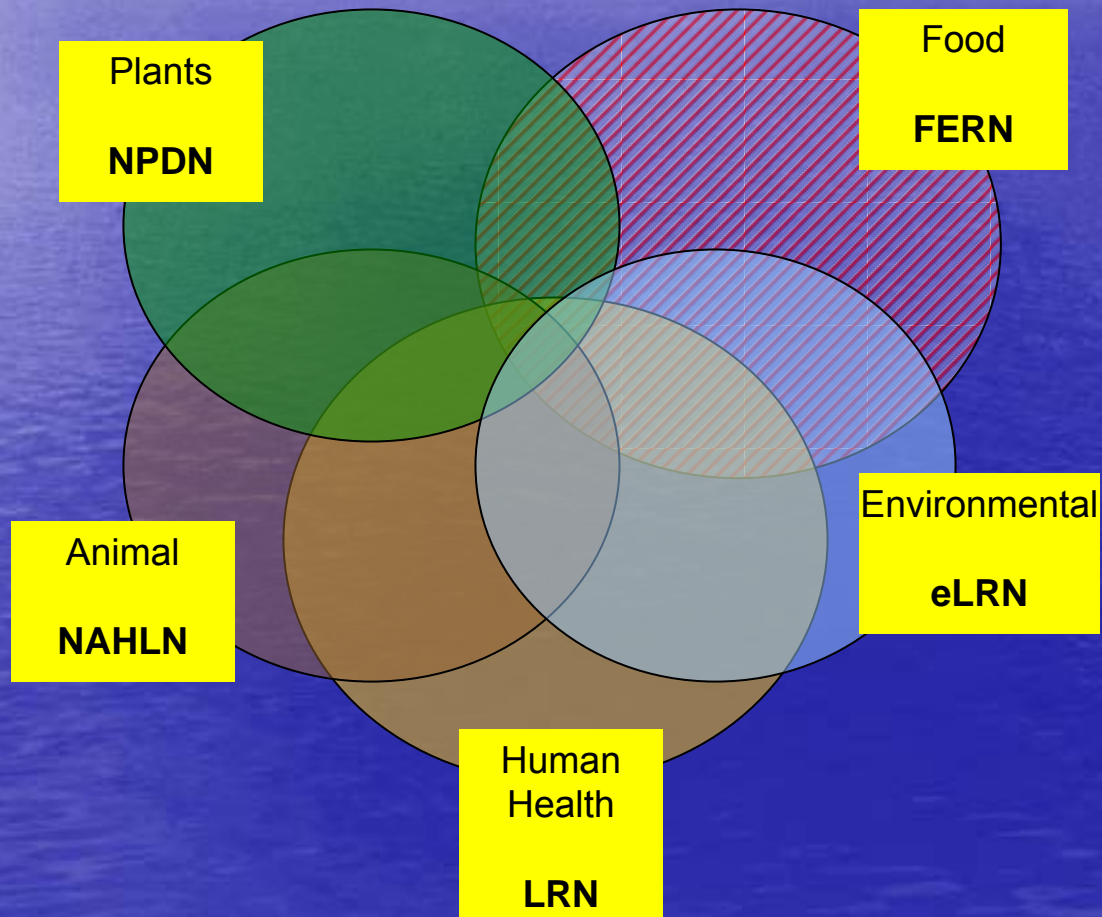 Plants
NPDN
Food
FERN
Animal
NAHLN
Environmental
eLRN
Human
Health
LRN